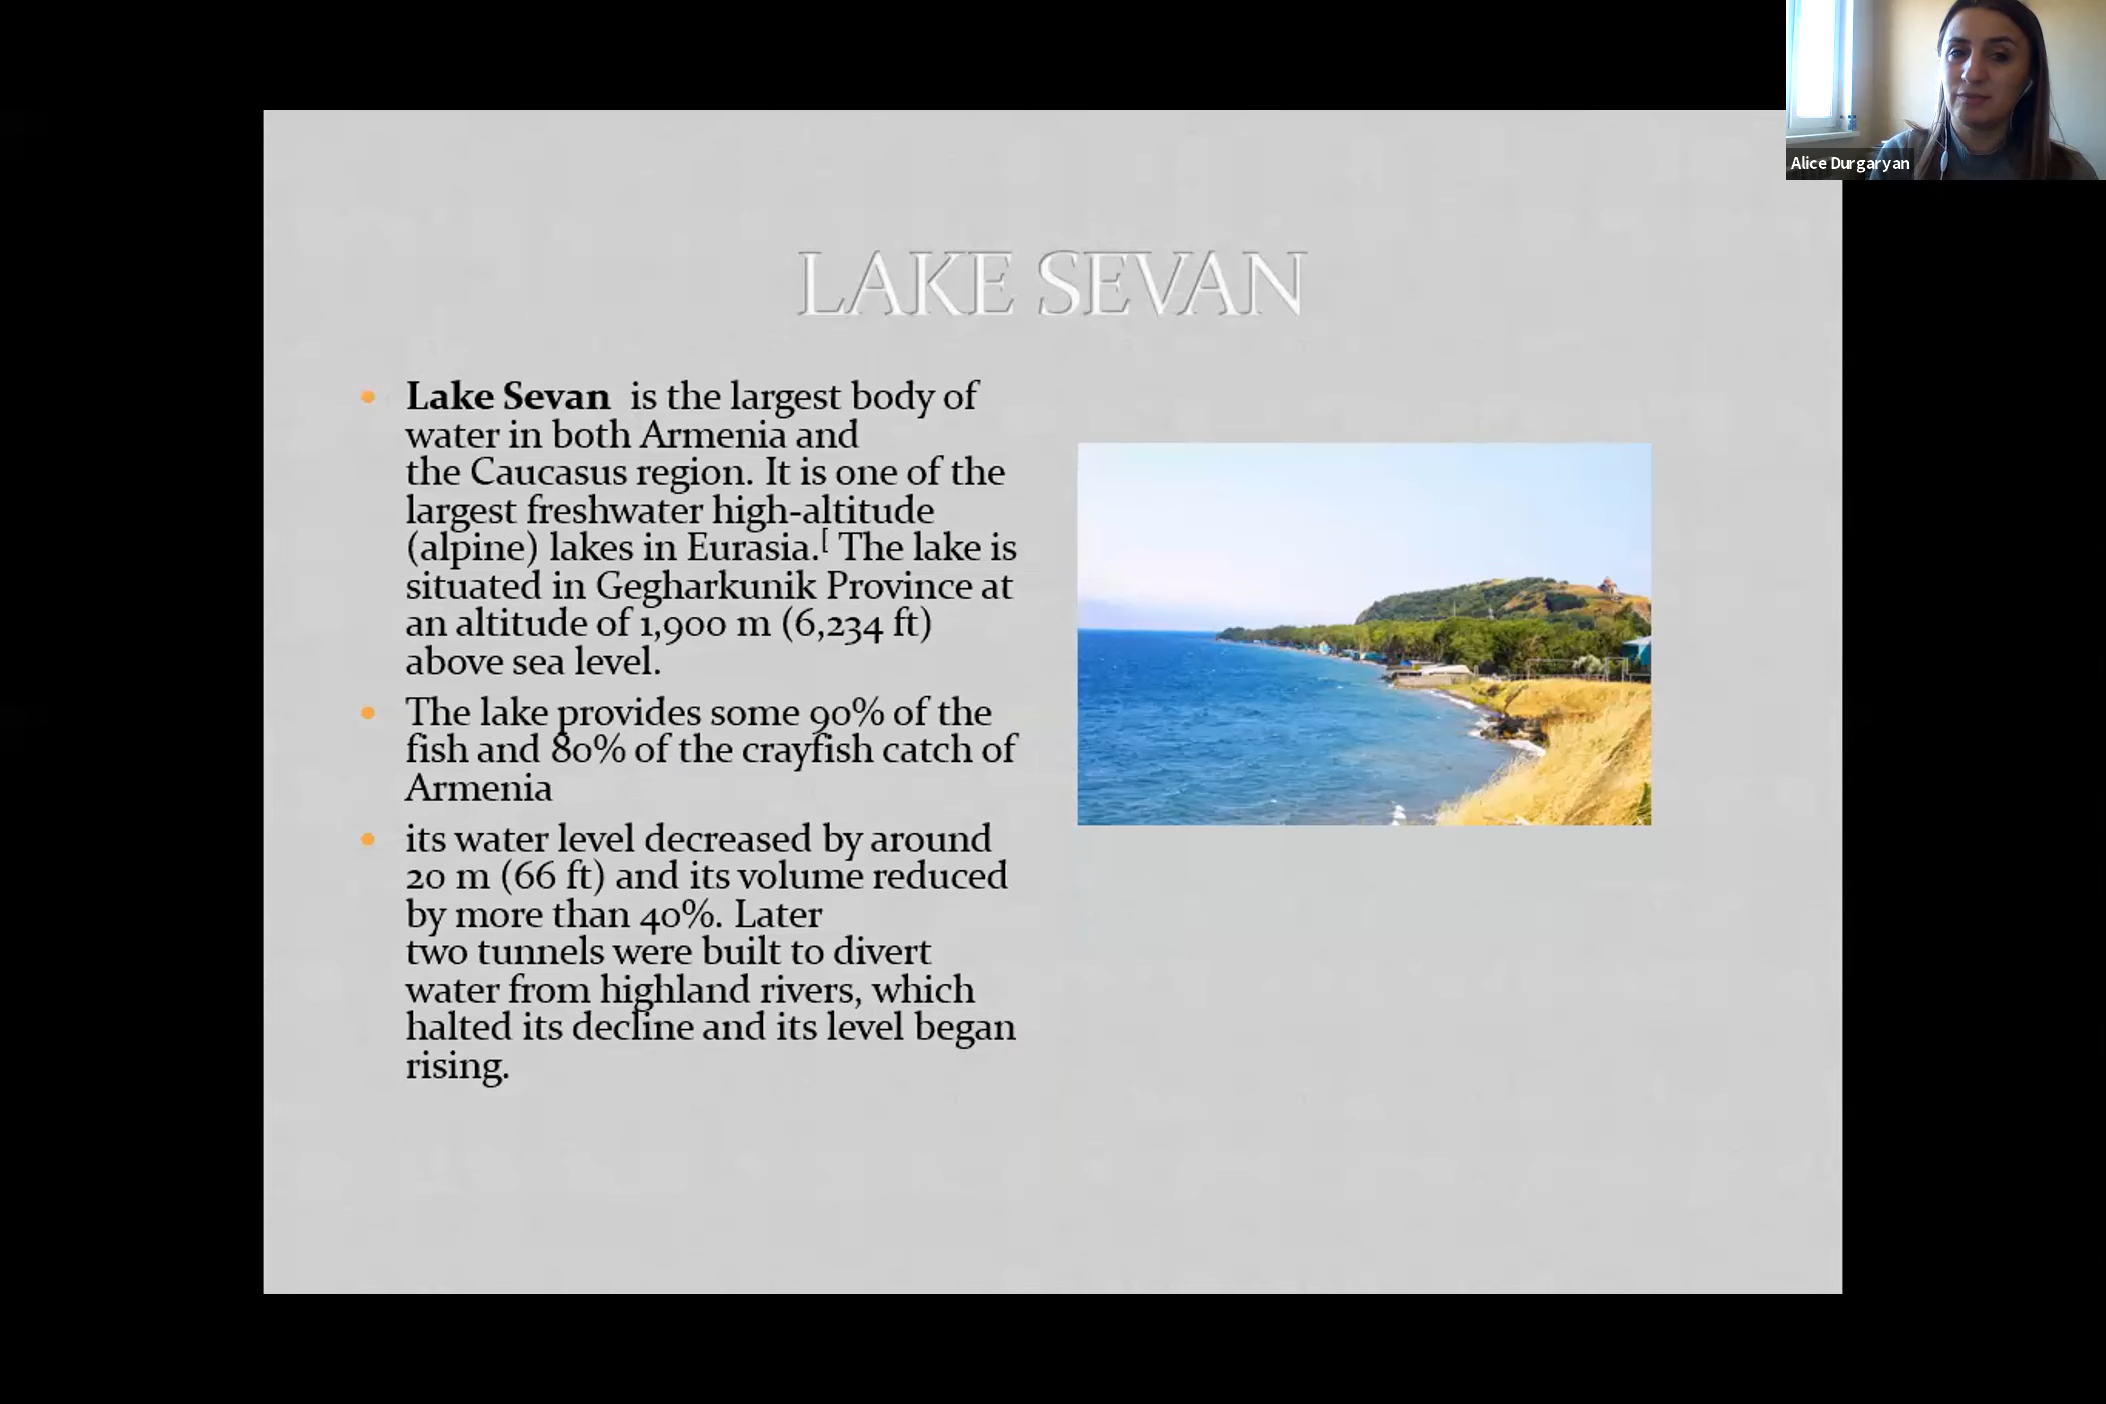 Alice Durgaryan
LAKE SEVAN
• Lake Sevan is the largest body of
water in both Armenia and
the Caucasus region. It is one of the
largest freshwater high-altitude
(alpine) lakes in Eurasia.[ The lake is
situated in Gegharkunik Province at
an altitude of 1,900 m (6,234 ft)
above sea level.
• The lake provides some 90% of the
fish and 80% of the crayfish catch of
Armenia
• its water level decreased by around
20 m (66 ft) and its volume reduced
by more than 40%. Later
two tunnels were built to divert
water from highland rivers, which
halted its decline and its level began
rising.